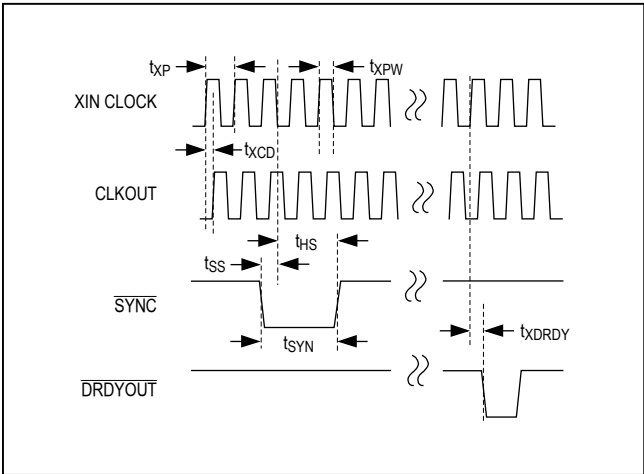 tXP
tXPW
XIN CLOCK
tXCD
CLKOUT
tHS
tSS
SYNC
tSYN
tXDRDY
DRDYOUT